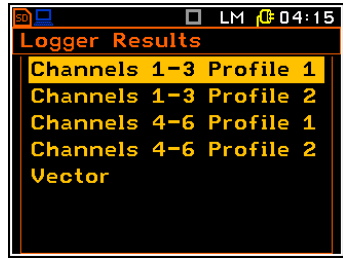 SD LM 04:15
Logger Results
Channels 1-3 Profile 1
Channels 1-3 Profile 2
Channels 4-6 Profile 1
Channels 4-6 Profile 2
Vector